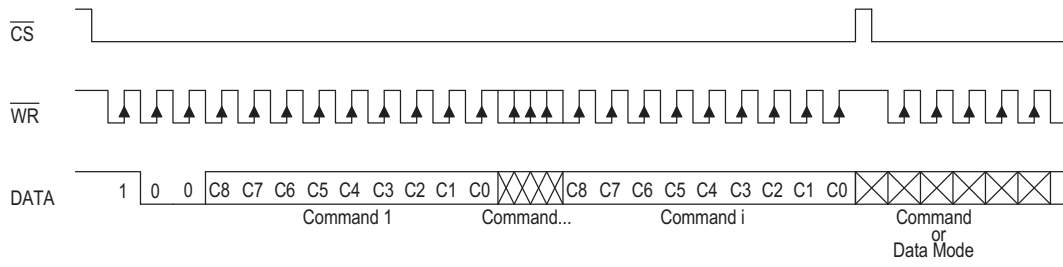 CS
WR
DATA
1 0 0 C8 C7 C6 C5 C4 C3 C2 C1 C0 C8 C7 C6 C5 C4 C3 C2 C1 C0
Command 1 Command... Command i Command
or
Data Mode